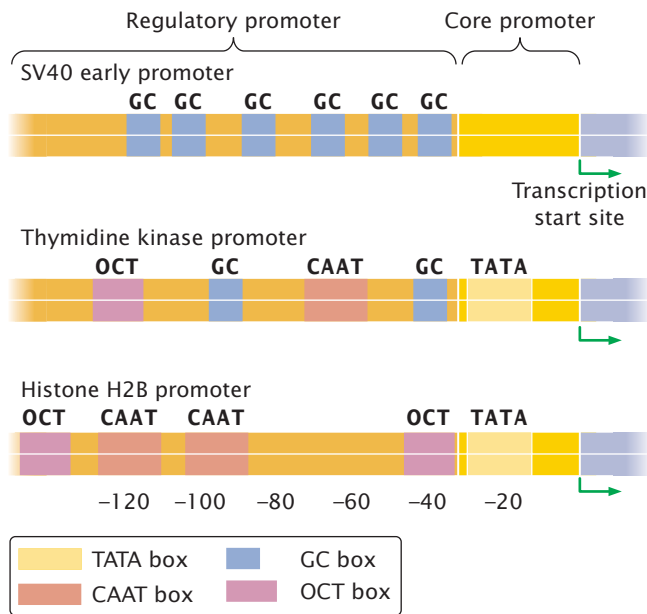 Regulatory promoter Core promoter
SV40 early promoter
GC GC GC GC GC GC
Transcription
start site
Thymidine kinase promoter
OCT GC CAAT GC TATA
Histone H2B promoter
OCT CAAT CAAT OCT TATA
–120 –100 –80 –60 –40 –20
TATA box GC box
CAAT box OCT box